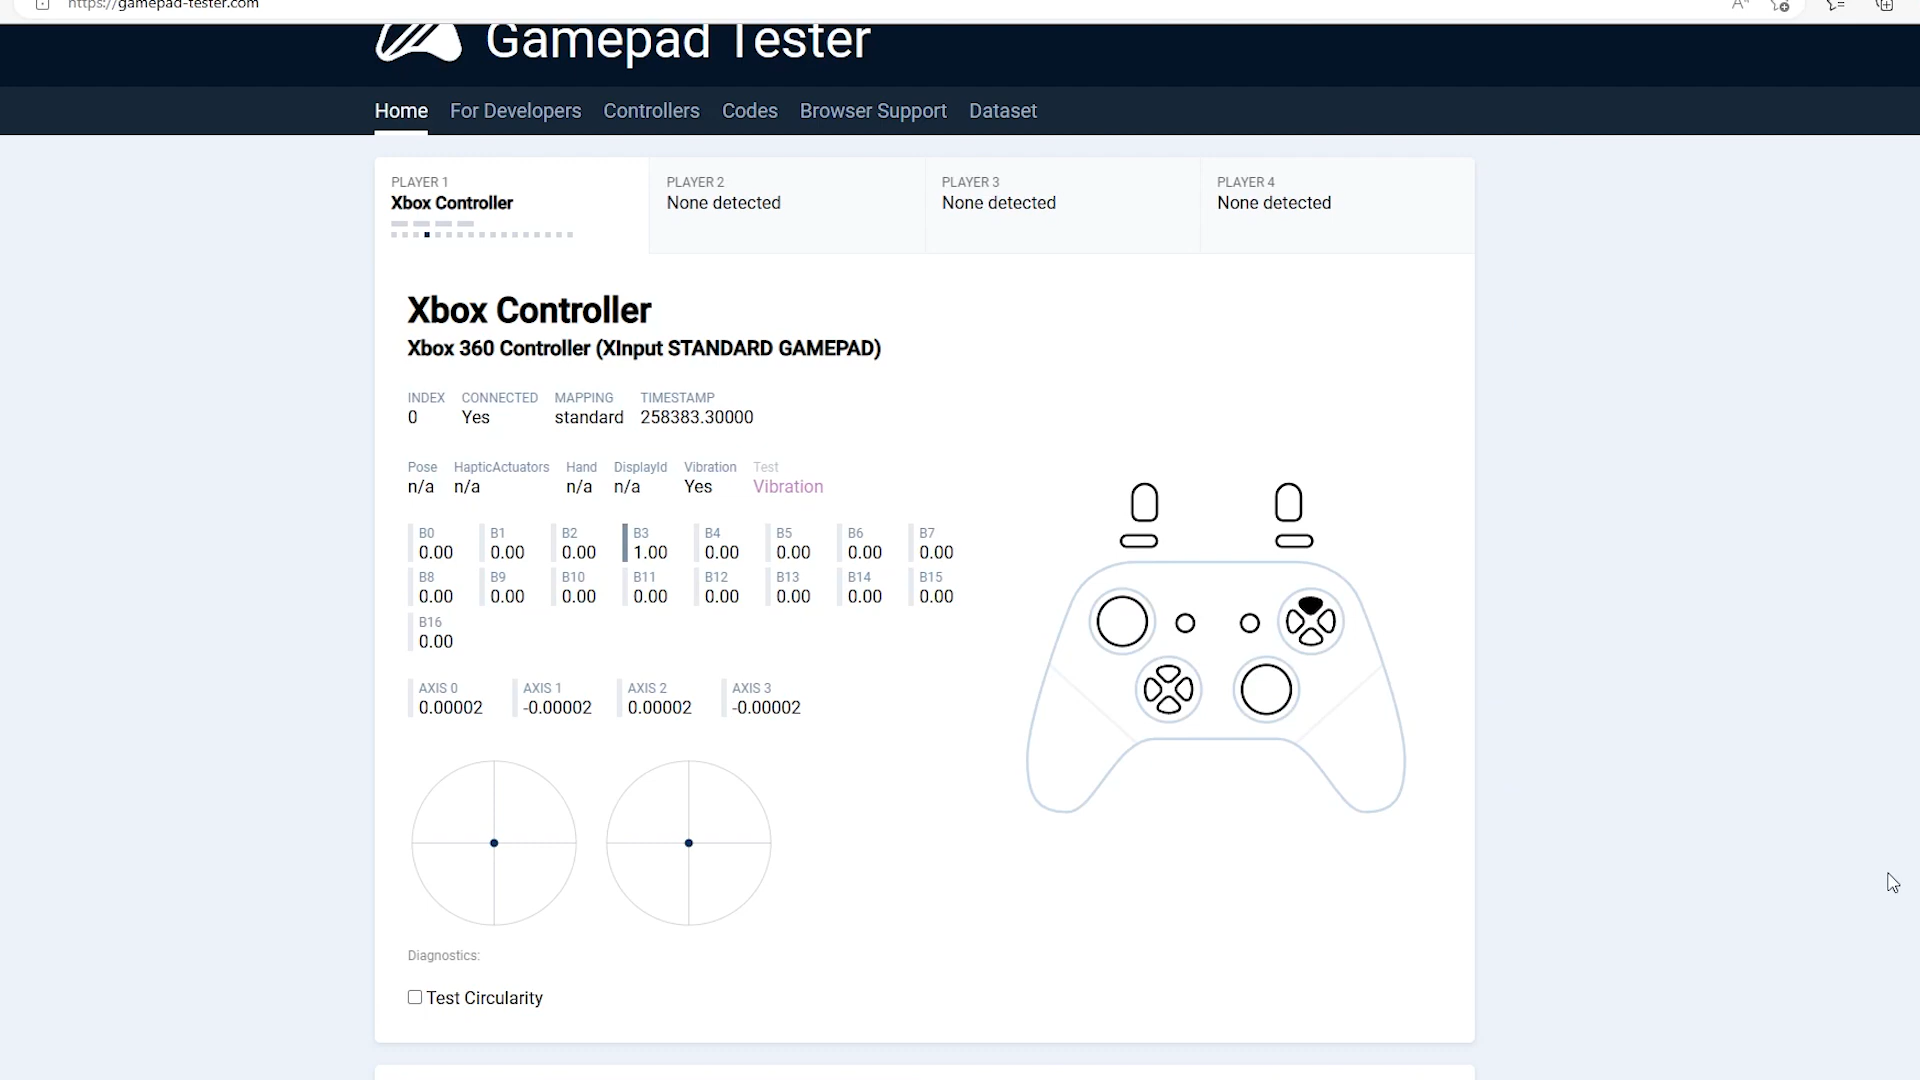 https://gamepad-tester.com
Gamepad Tester
Home For Developers Controllers Codes Browser Support Dataset
PLAYER 1 PLAYER 2 PLAYER 3 PLAYER 4
Xbox Controller None detected None detected None detected
Xbox Controller
Xbox 360 Controller (XInput STANDARD GAMEPAD)
INDEX CONNECTED MAPPING TIMESTAMP
0 Yes standard 258383.30000
Pose HapticActuators Hand DisplayId Vibration Test
n/a n/a n/a n/a Yes Vibration
B0 B1 B2 B3 B4 B5 B6 B7
0.00 0.00 0.00 1.00 0.00 0.00 0.00 0.00
B8 B9 B10 B11 B12 B13 B14 B15
0.00 0.00 0.00 0.00 0.00 0.00 0.00 0.00
B16
0.00
AXIS 0 AXIS 1 AXIS 2 AXIS 3
0.00002 -0.00002 0.00002 -0.00002
Diagnostics:
Test Circularity